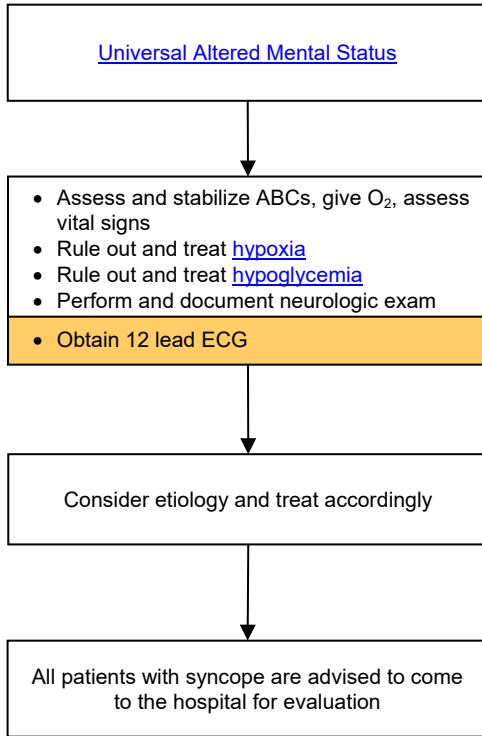 Universal Altered Mental Status
• Assess and stabilize ABCs, give O₂, assess
vital signs
• Rule out and treat hypoxia
• Rule out and treat hypoglycemia
• Perform and document neurologic exam
• Obtain 12 lead ECG
Consider etiology and treat accordingly
All patients with syncope are advised to come
to the hospital for evaluation